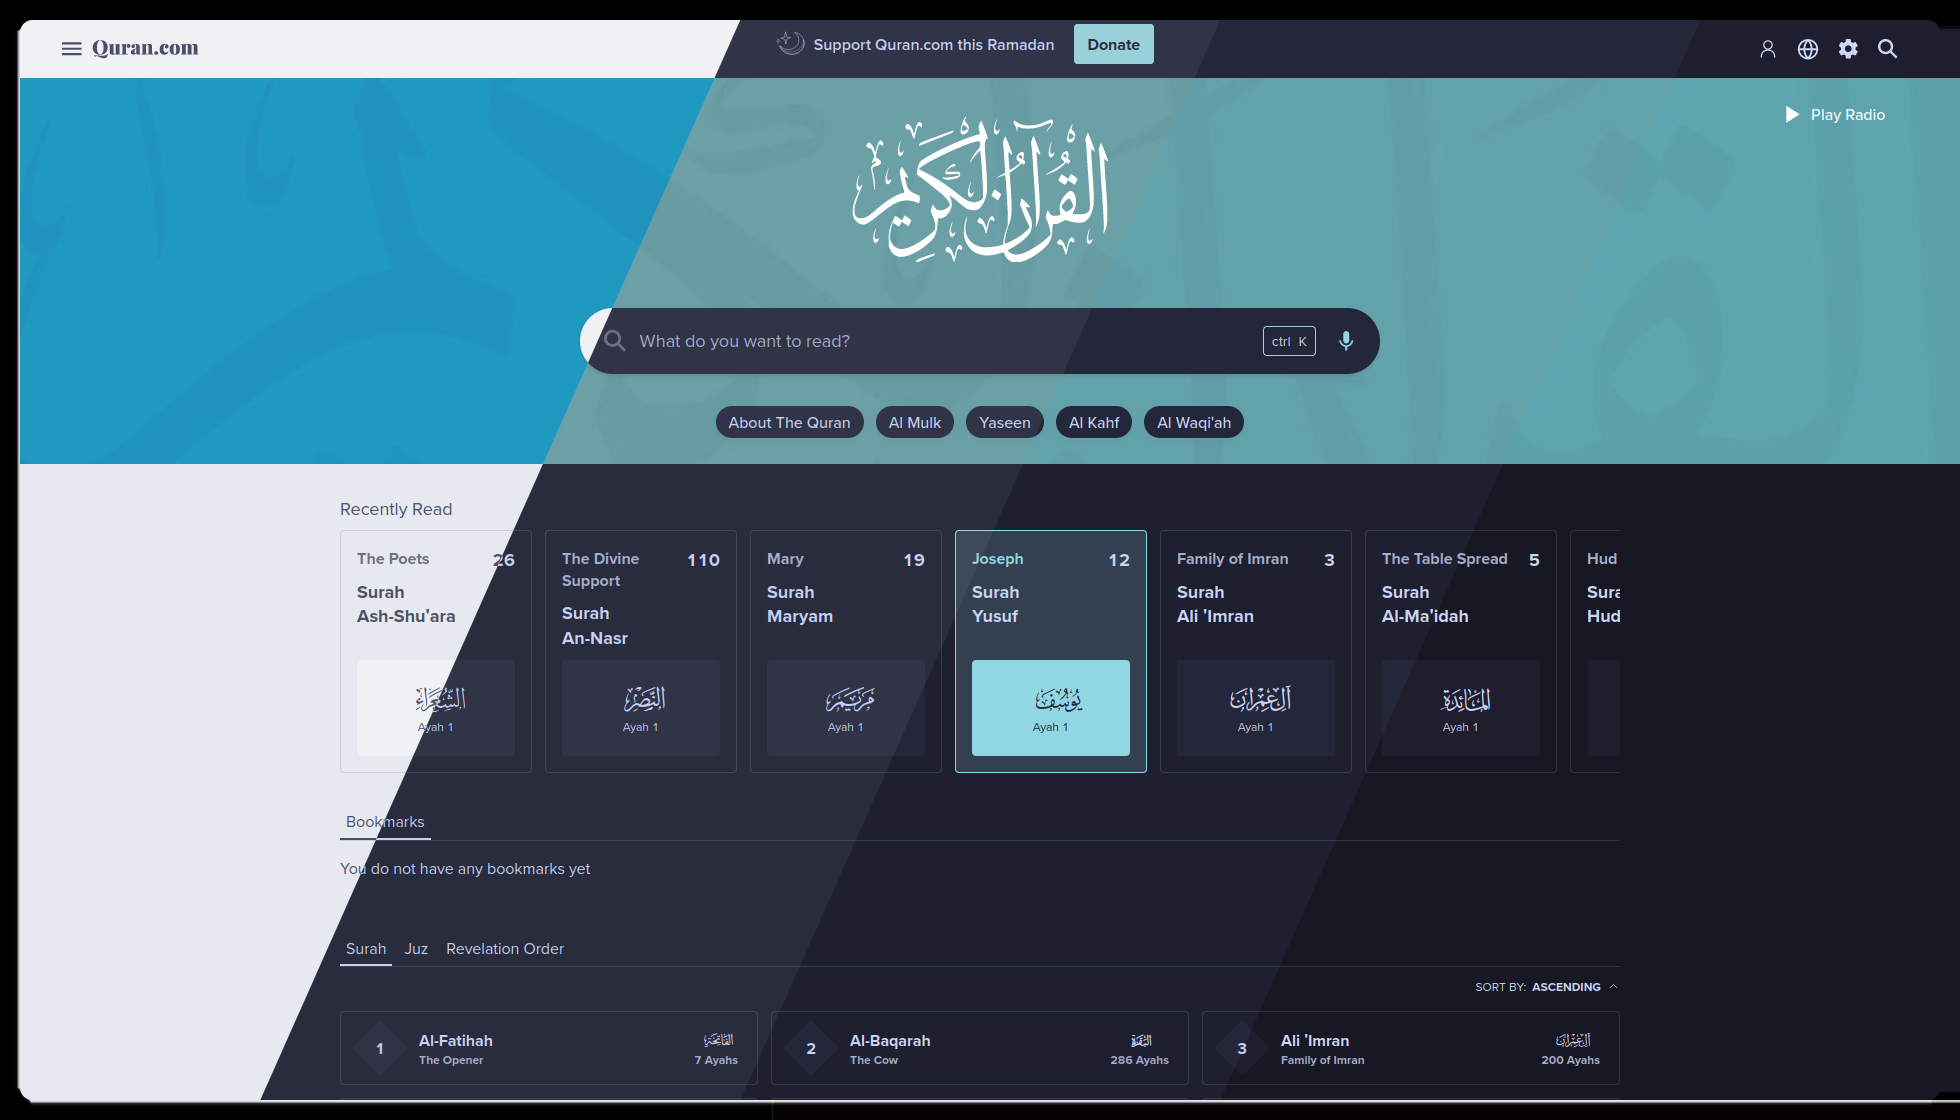 Quran.com
Support Quran.com this Ramadan
Donate
Play Radio
القرآن الكريم
What do you want to read?
ctrl K
About The Quran
Al Mulk
Yaseen
Al Kahf
Al Waqi'ah
Recently Read
The Poets 26
Surah
Ash-Shu'ara
الشعراء
Ayah 1
The Divine 110
Support
Surah
An-Nasr
النصر
Ayah 1
Mary 19
Surah
Maryam
مريم
Ayah 1
Joseph 12
Surah
Yusuf
يوسف
Ayah 1
Family of Imran 3
Surah
Ali 'Imran
آل عمران
Ayah 1
The Table Spread 5
Surah
Al-Ma'idah
المائدة
Ayah 1
Hud
Sura
Hud
Bookmarks
You do not have any bookmarks yet
Surah
Juz
Revelation Order
SORT BY: ASCENDING
1
Al-Fatihah
The Opener
الفاتحة
7 Ayahs
2
Al-Baqarah
The Cow
البقرة
286 Ayahs
3
Ali 'Imran
Family of Imran
آل عمران
200 Ayahs